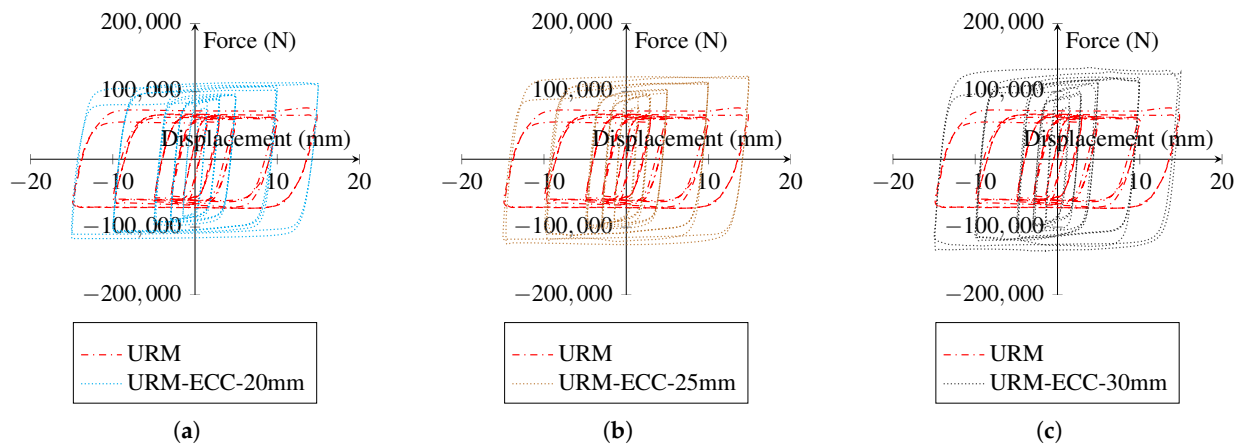 200,000
Force (N)
100,000
Displacement (mm)
−20
−10
10
20
−100,000
−200,000
URM
URM-ECC-20mm
(a)
200,000
Force (N)
100,000
Displacement (mm)
−20
−10
10
20
−100,000
−200,000
URM
URM-ECC-25mm
(b)
200,000
Force (N)
100,000
Displacement (mm)
−20
−10
10
20
−100,000
−200,000
URM
URM-ECC-30mm
(c)